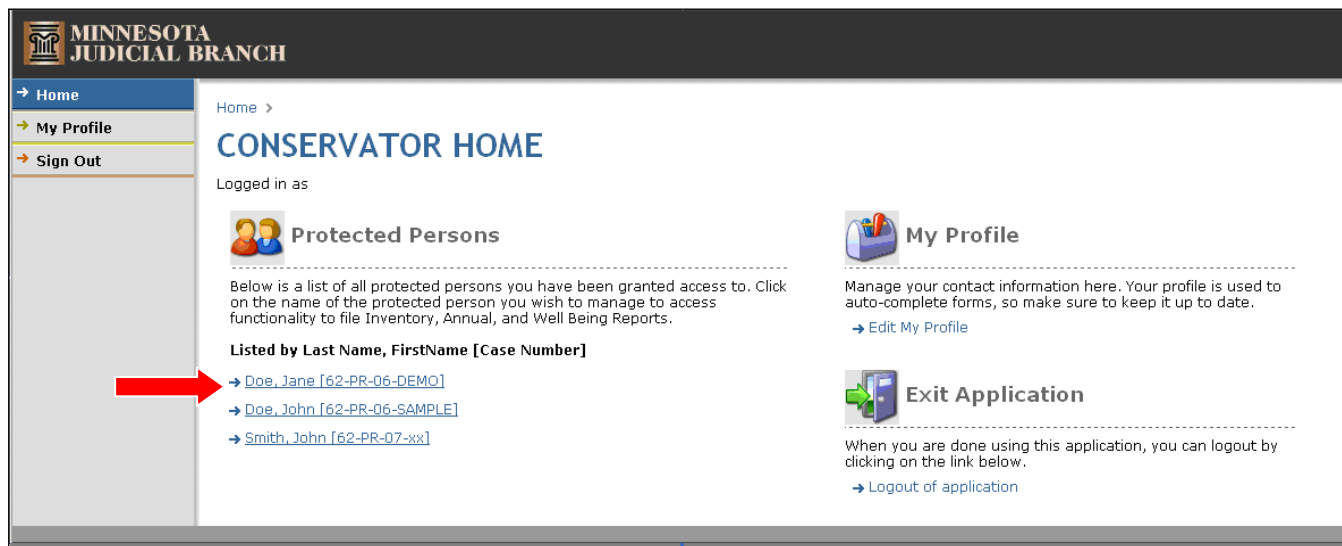 MINNESOTA
JUDICIAL BRANCH
Home
My Profile
Sign Out
Home >
CONSERVATOR HOME
Logged in as
Protected Persons
Below is a list of all protected persons you have been granted access to. Click
on the name of the protected person you wish to manage to access
functionality to file Inventory, Annual, and Well Being Reports.
Listed by Last Name, FirstName [Case Number]
Doe, Jane [62-PR-06-DEMO]
Doe, John [62-PR-06-SAMPLE]
Smith, John [62-PR-07-xx]
My Profile
Manage your contact information here. Your profile is used to
auto-complete forms, so make sure to keep it up to date.
Edit My Profile
Exit Application
When you are done using this application, you can logout by
clicking on the link below.
Logout of application